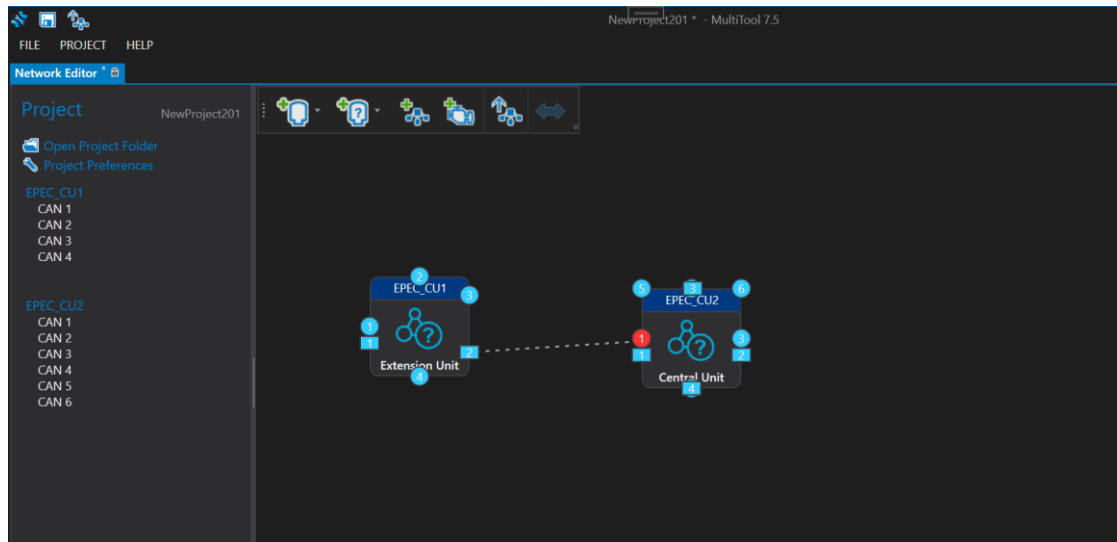 NewProject201 * - MultiTool 7.5
FILE PROJECT HELP
Network Editor *
Project NewProject201
Open Project Folder
Project Preferences
EPEC_CU1
CAN 1
CAN 2
CAN 3
CAN 4
EPEC_CU2
CAN 1
CAN 2
CAN 3
CAN 4
CAN 5
CAN 6
?
2
EPEC_CU1
3
1
?
1
2
Extension Unit
4
5 3 6
EPEC_CU2
1 3
?
1 2
Central Unit
4